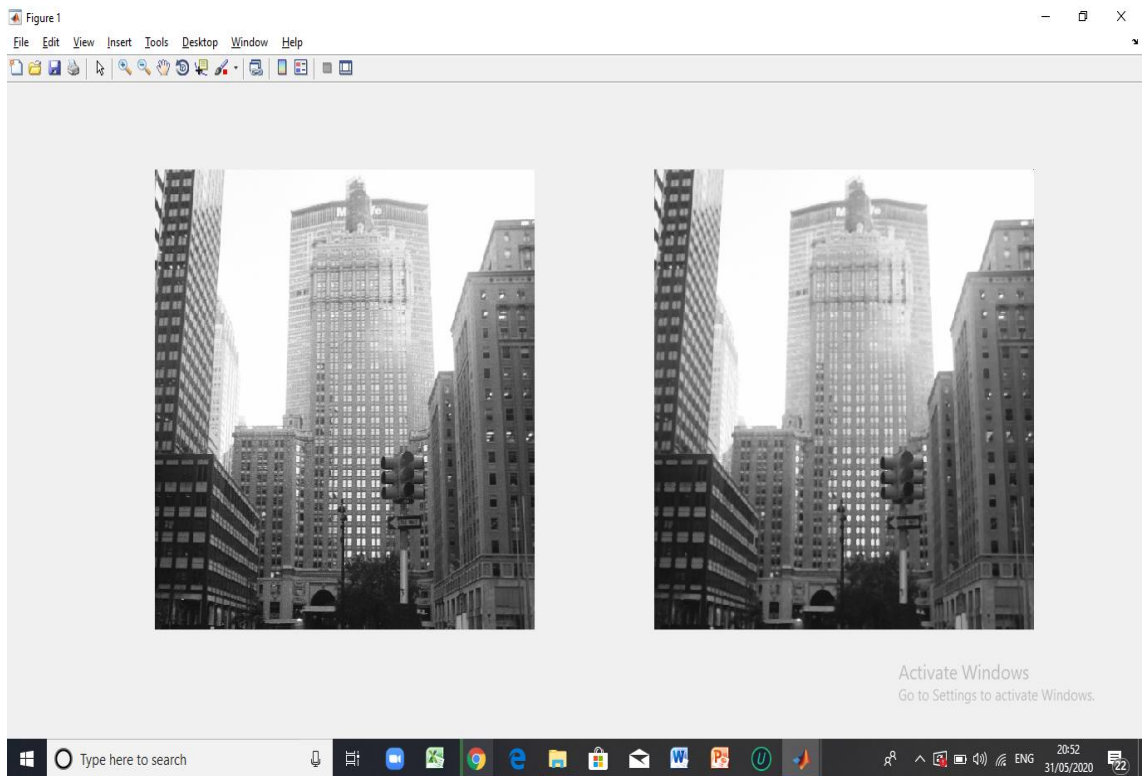 Figure 1
File Edit View Insert Tools Desktop Window Help
Activate Windows
Go to Settings to activate Windows.
Type here to search
ENG
20:52
31/05/2020
22